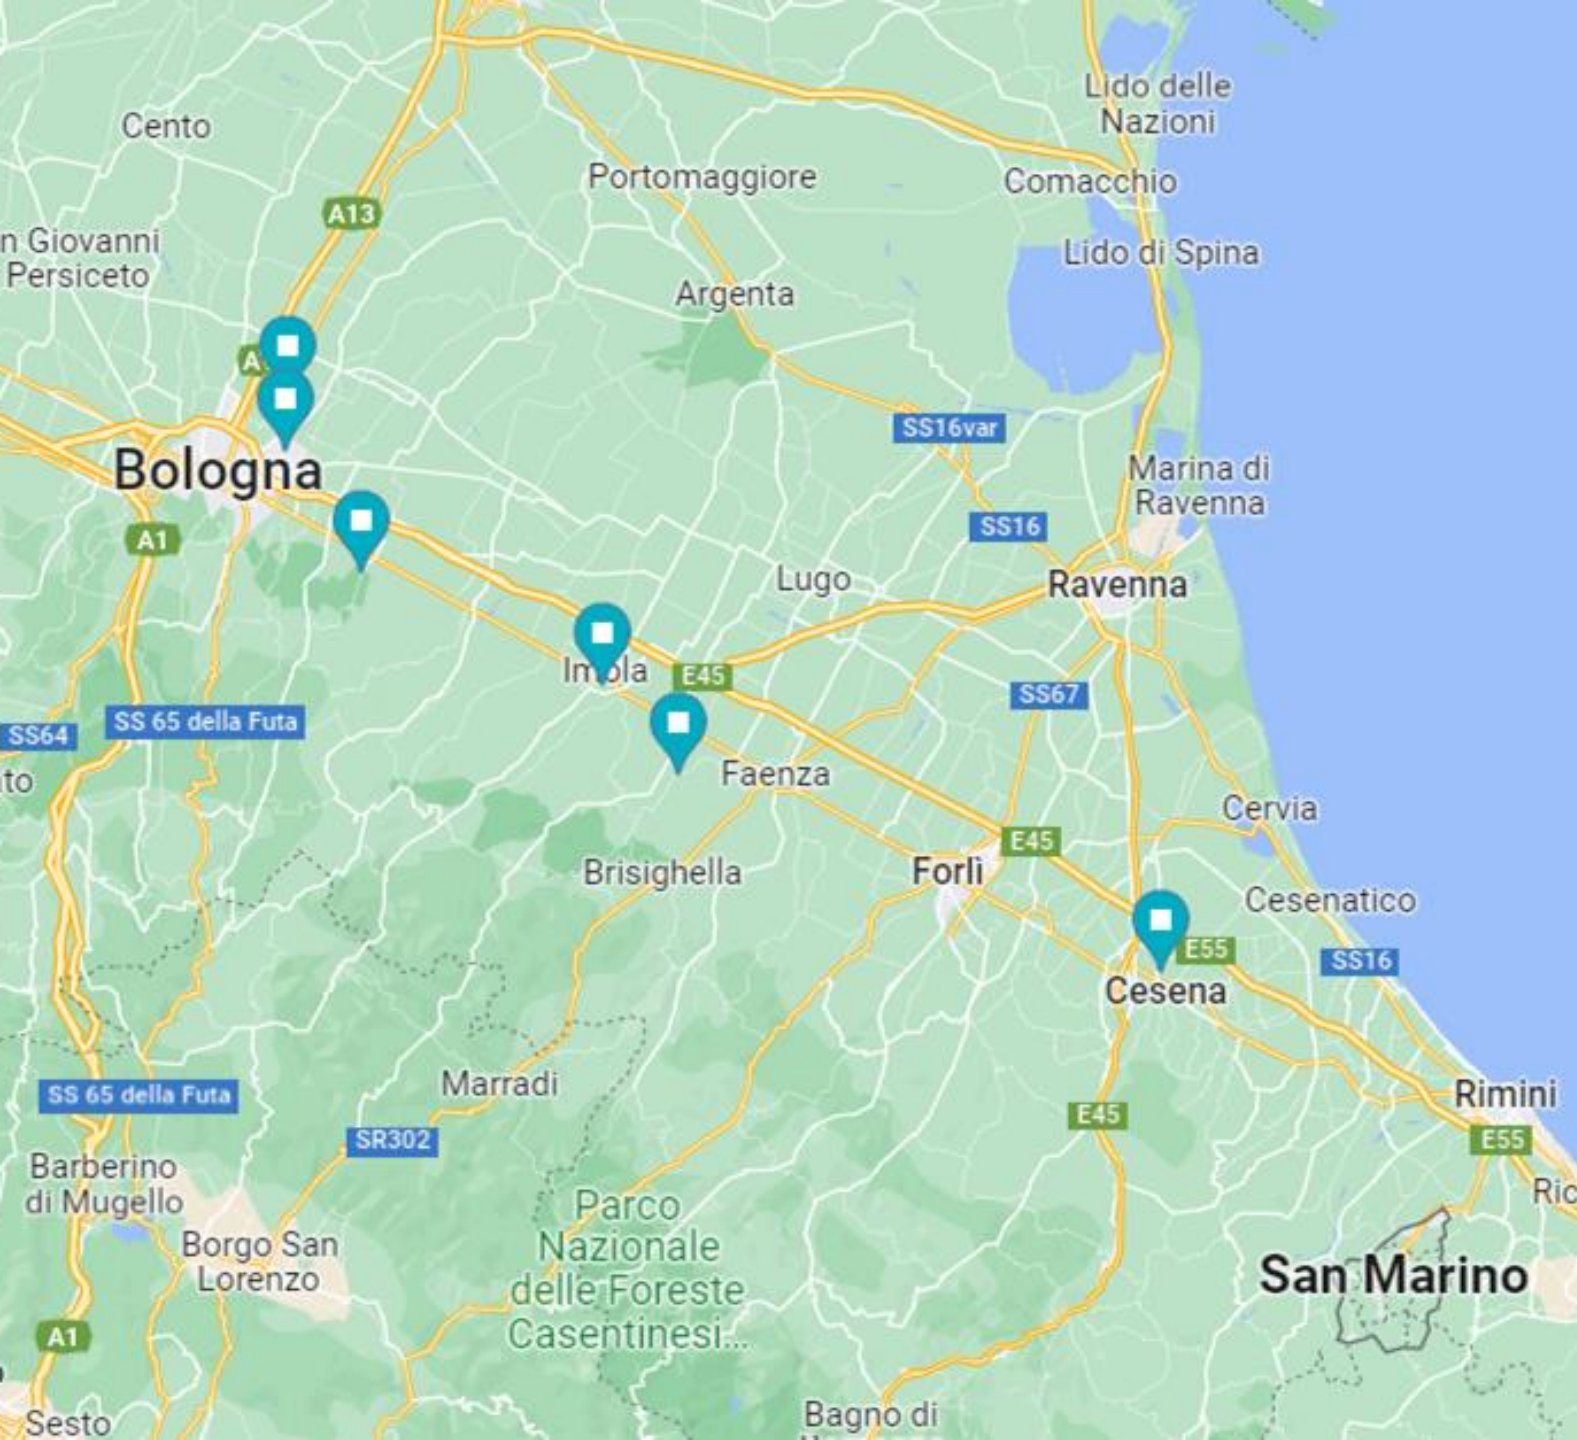 Lido delle
Nazioni
Cento
Portomaggiore
Comacchio
A13
n Giovanni
Persiceto
Lido di Spina
Argenta
A
SS16var
Bologna
Marina di
Ravenna
SS16
A1
Lugo
Ravenna
Imola
E45
SS67
SS64
SS 65 della Futa
Faenza
to
Cervia
E45
Forlì
Brisighella
Cesenatico
E55
SS16
Cesena
Marradi
SS 65 della Futa
E45
Rimini
SR302
E55
Barberino
di Mugello
Ric
Parco
Nazionale
delle Foreste
Casentinesi...
Borgo San
Lorenzo
San Marino
A1
Sesto
Bagno di